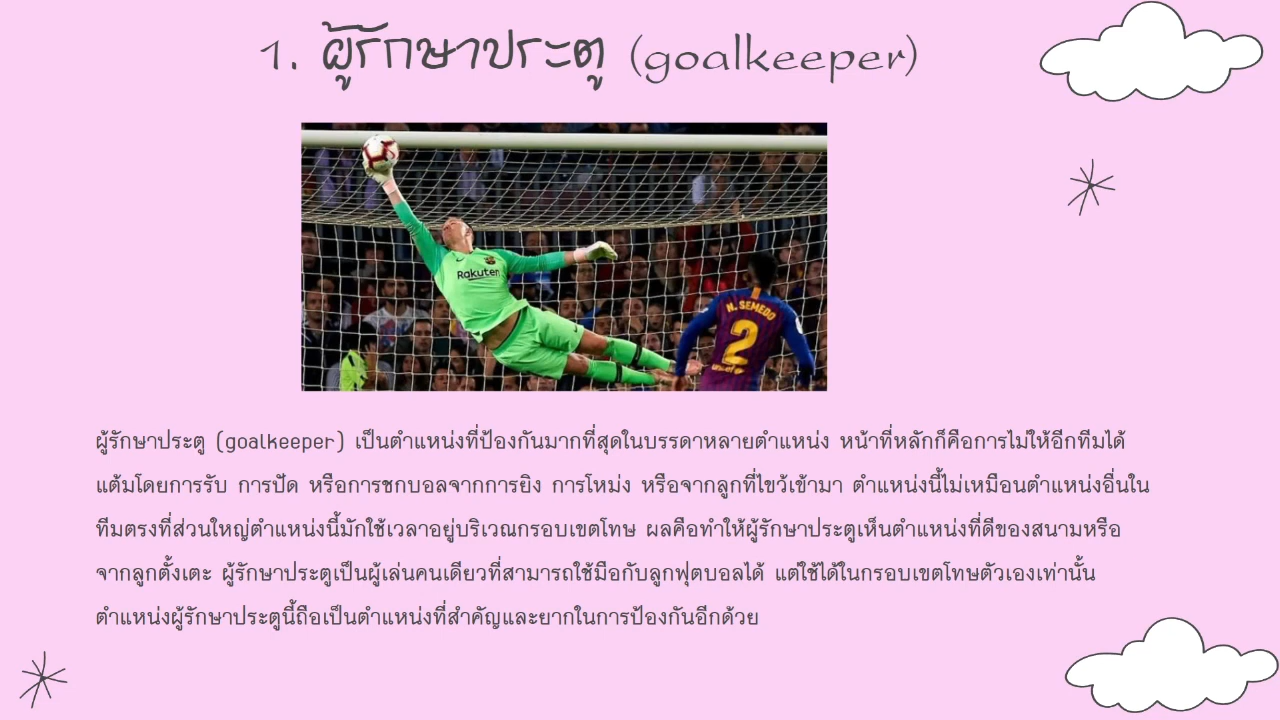 1. ผู้รักษาประตู (goalkeeper)
Rakuten
N. SEMEDO
2
unicef
ผู้รักษาประตู (goalkeeper) เป็นตำแหน่งที่ป้องกันมากที่สุดในบรรดาหลายตำแหน่ง หน้าที่หลักก็คือการไม่ให้อีกทีมได้
แต้มโดยการรับ การปัด หรือการชกบอลจากการยิง การโหม่ง หรือจากลูกที่ไขว้เข้ามา ตำแหน่งนี้ไม่เหมือนตำแหน่งอื่นใน
ทีมตรงที่ส่วนใหญ่ตำแหน่งนี้มักใช้เวลาอยู่บริเวณกรอบเขตโทษ ผลคือทำให้ผู้รักษาประตูเห็นตำแหน่งที่ดีของสนามหรือ
จากลูกตั้งเตะ ผู้รักษาประตูเป็นผู้เล่นคนเดียวที่สามารถใช้มือกับลูกฟุตบอลได้ แต่ใช้ได้ในกรอบเขตโทษตัวเองเท่านั้น
ตำแหน่งผู้รักษาประตูนี้ถือเป็นตำแหน่งที่สำคัญและยากในการป้องกันอีกด้วย